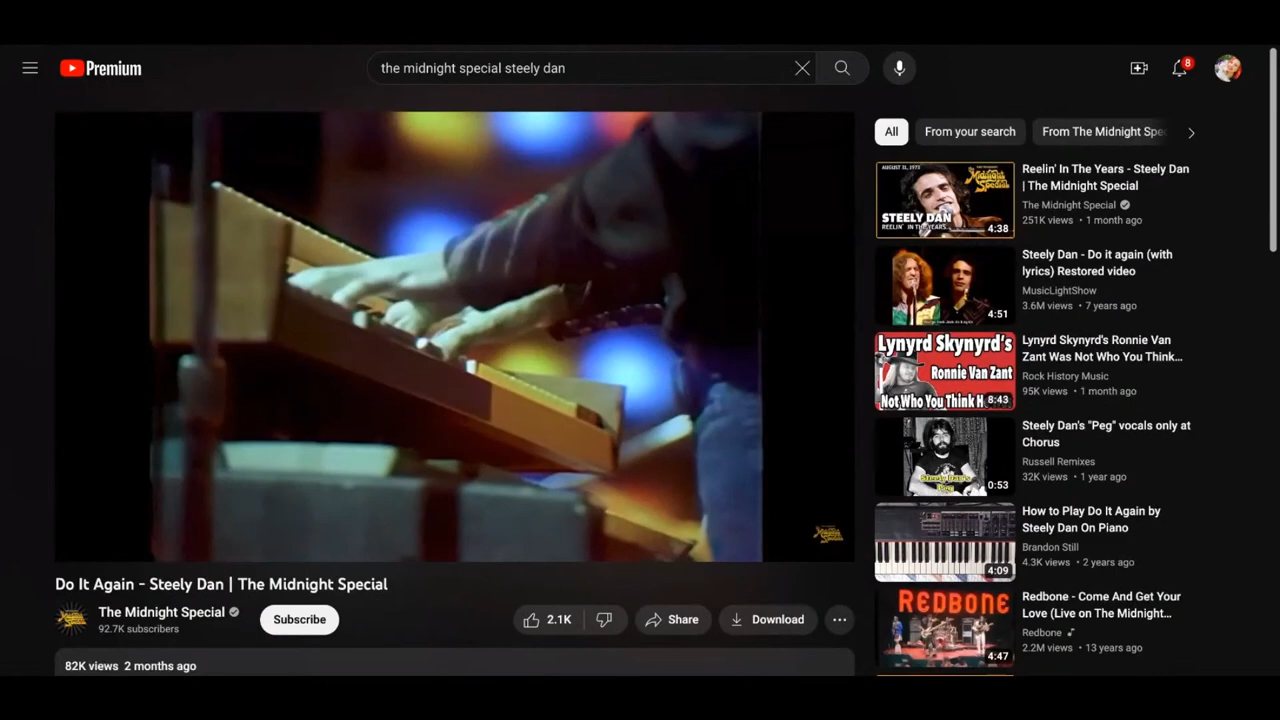 Premium
the midnight special steely dan
8
All
From your search
From The Midnight Spec
AUGUST 31, 1973
Midnight Special
STEELY DAN
REELIN' IN THE YEARS
4:38
Reelin' In The Years - Steely Dan
| The Midnight Special
The Midnight Special
251K views • 1 month ago
4:51
Steely Dan - Do it again (with
lyrics) Restored video
MusicLightShow
3.6M views • 7 years ago
Lynyrd Skynyrd's
Ronnie Van Zant
Not Who You Think H
8:43
Lynyrd Skynyrd's Ronnie Van
Zant Was Not Who You Think...
Rock History Music
95K views • 1 month ago
Steely Dan's
Peg
0:53
Steely Dan's "Peg" vocals only at
Chorus
Russell Remixes
32K views • 1 year ago
4:09
How to Play Do It Again by
Steely Dan On Piano
Brandon Still
4.3K views • 2 years ago
REDBONE
4:47
Redbone - Come And Get Your
Love (Live on The Midnight...
Redbone
2.2M views • 13 years ago
Midnight Special
Do It Again - Steely Dan | The Midnight Special
The Midnight Special
92.7K subscribers
Subscribe
2.1K
Share
Download
82K views 2 months ago